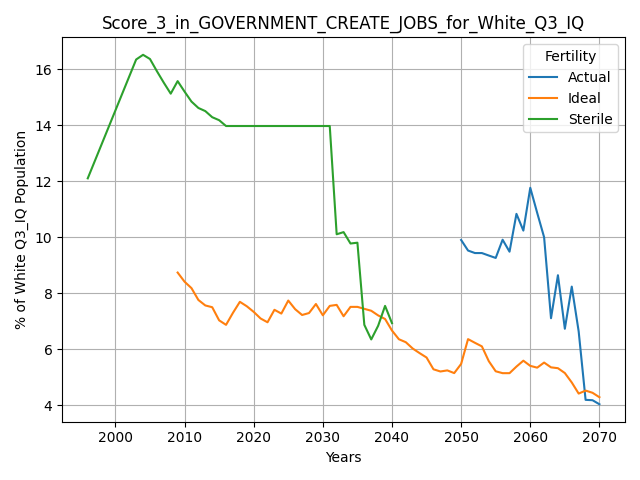 Score_3_in_GOVERNMENT_CREATE_JOBS_for_White_Q3_IQ
Fertility
Actual
Ideal
Sterile
% of White Q3_IQ Population
16
14
12
10
8
6
4
2000 2010 2020 2030 2040 2050 2060 2070
Years